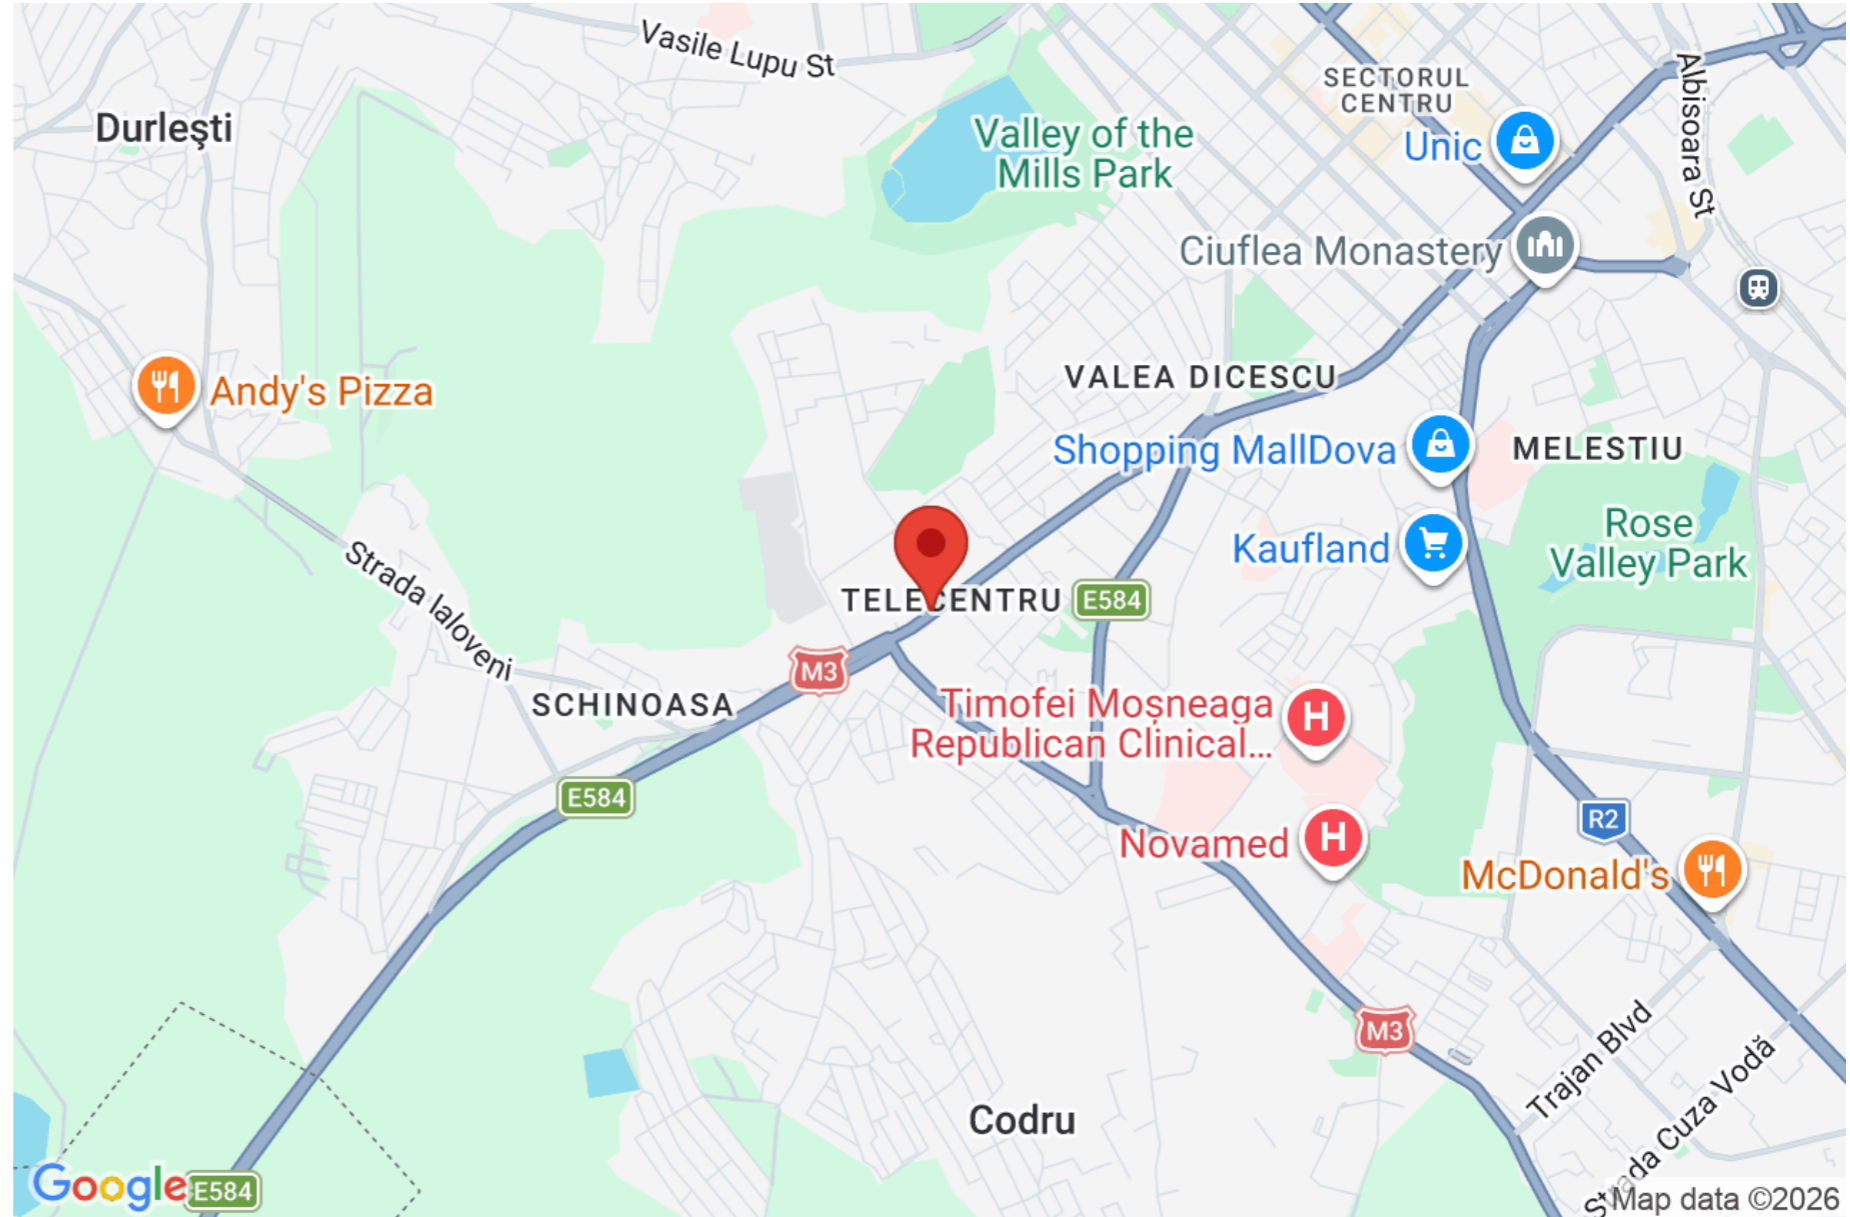 Vasile Lupu St
Durleşti
SECTORUL
CENTRU
Albisoara St
Valley of the
Mills Park
Unic
Ciuflea Monastery
Andy's Pizza
VALEA DICESCU
Shopping MallDova
MELESTIU
Rose
Valley Park
Kaufland
Strada Ialoveni
TELECENTRU
E584
M3
SCHINOASA
Timofei Moșneaga
Republican Clinical...
E584
R2
Novamed
McDonald's
M3
Trajan Blvd
Strada Cuza Vodă
Codru
Google
E584
Map data ©2026